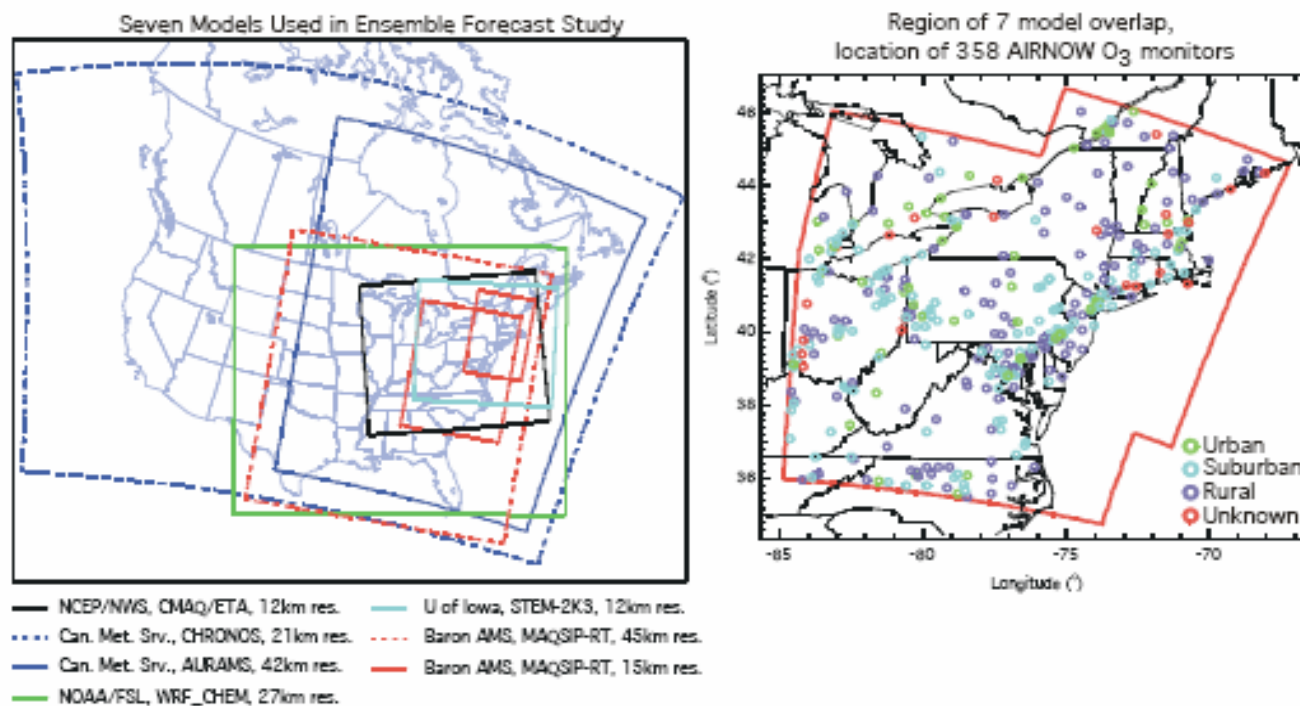 Seven Models Used in Ensemble Forecast Study
Region of 7 model overlap,
location of 358 AIRNOW O3 monitors
48
44
42
40
38
36
Latitude (°)
-85
-80
-75
-70
Longitude (°)
Urban
Suburban
Rural
Unknown
NCEP/NWS, CMAQ/ETA, 12km res.
Can. Met. Srv., CHRONOS, 21km res.
Can. Met. Srv., AURAMS, 42km res.
NOAA/FSL, WRF_CHEM, 27km res.
U of Iowa, STEM-2K3, 12km res.
Baron AMS, MAQSIP-RT, 45km res.
Baron AMS, MAQSIP-RT, 15km res.